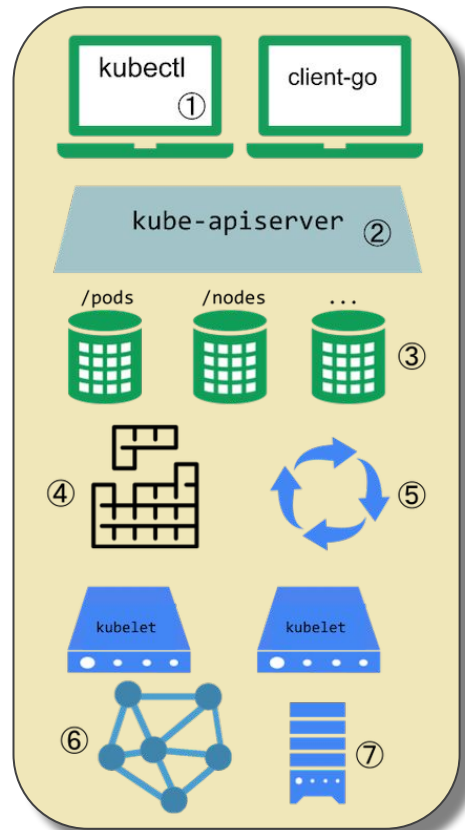 kubectl
①
client-go
kube-apiserver
②
/pods
/nodes
...
③
④
⑤
kubelet
kubelet
⑥
⑦